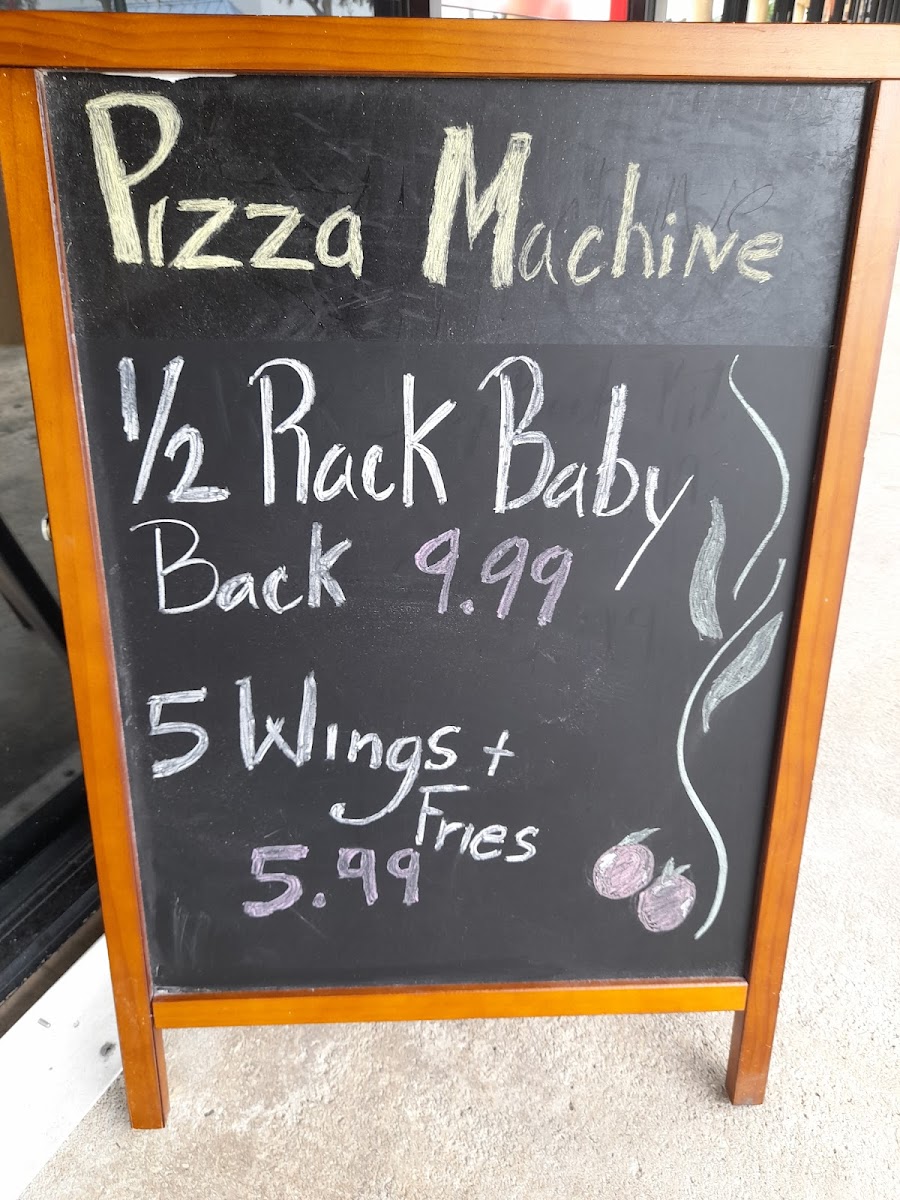 Pizza Machine
1/2 Rack Baby
Back 9.99
5 Wings +
Fries
5.99